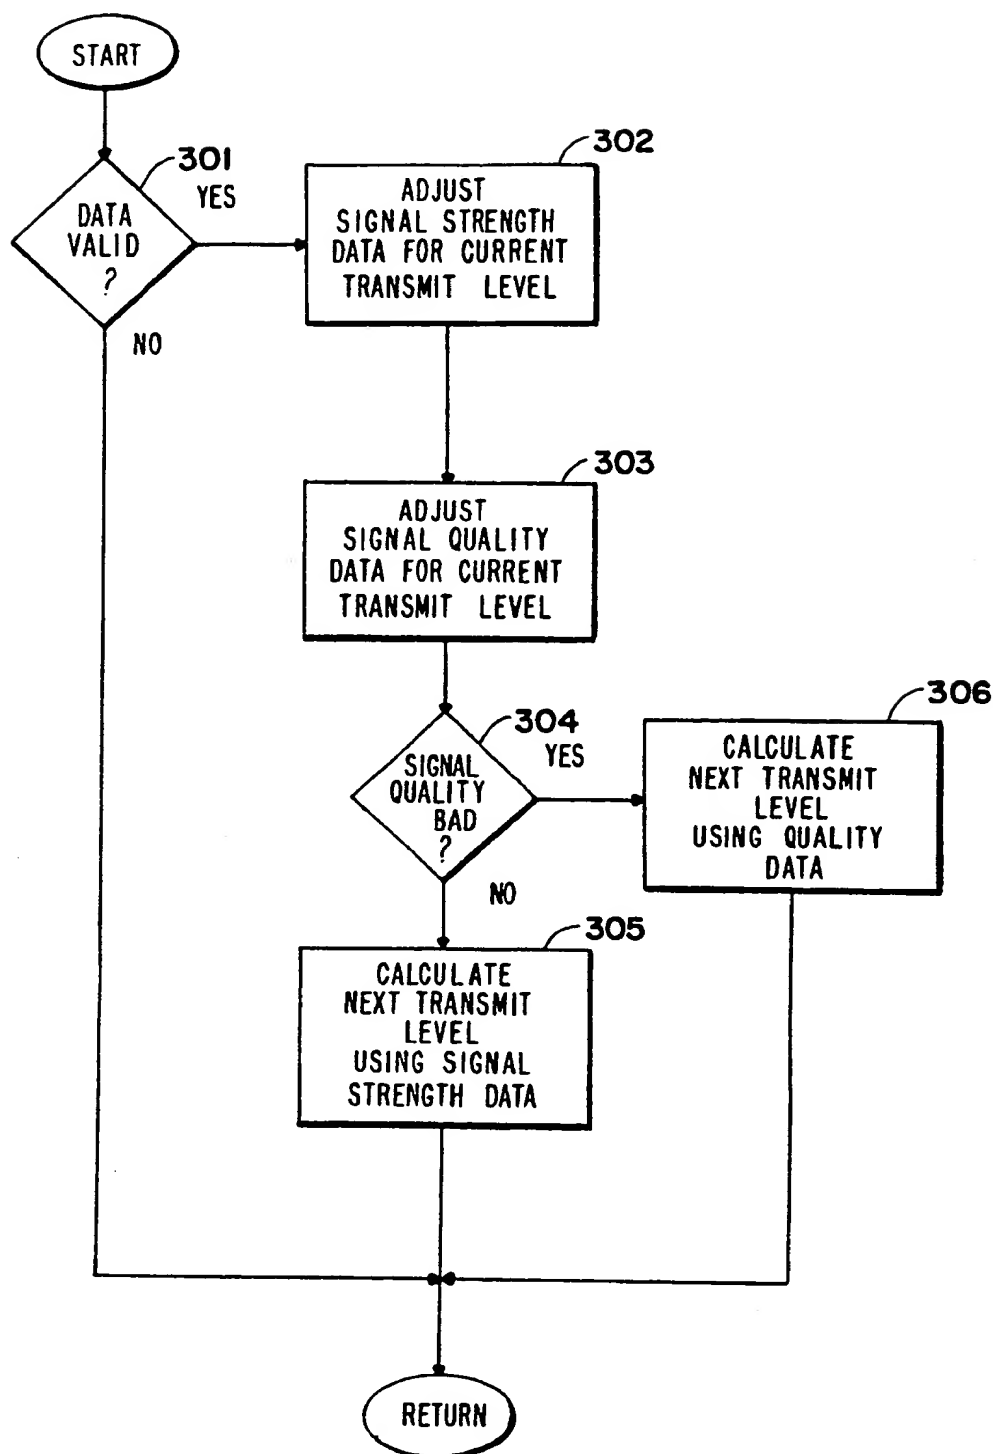 START
301
YES
DATA
VALID
?
NO
302
ADJUST
SIGNAL STRENGTH
DATA FOR CURRENT
TRANSMIT LEVEL
303
ADJUST
SIGNAL QUALITY
DATA FOR CURRENT
TRANSMIT LEVEL
304
YES
SIGNAL
QUALITY
BAD
?
NO
306
CALCULATE
NEXT TRANSMIT
LEVEL
USING QUALITY
DATA
305
CALCULATE
NEXT TRANSMIT
LEVEL
USING SIGNAL
STRENGTH DATA
RETURN